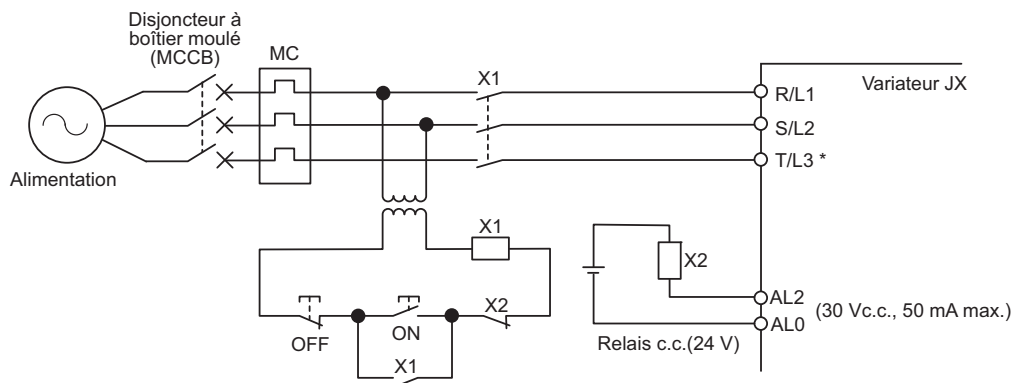 Disjoncteur à
boîtier moulé
(MCCB)
MC
X1
Variateur JX
R/L1
S/L2
T/L3 *
Alimentation
X1
X2
X2
OFF
ON
X1
AL2
(30 Vc.c., 50 mA max.)
AL0
Relais c.c.(24 V)